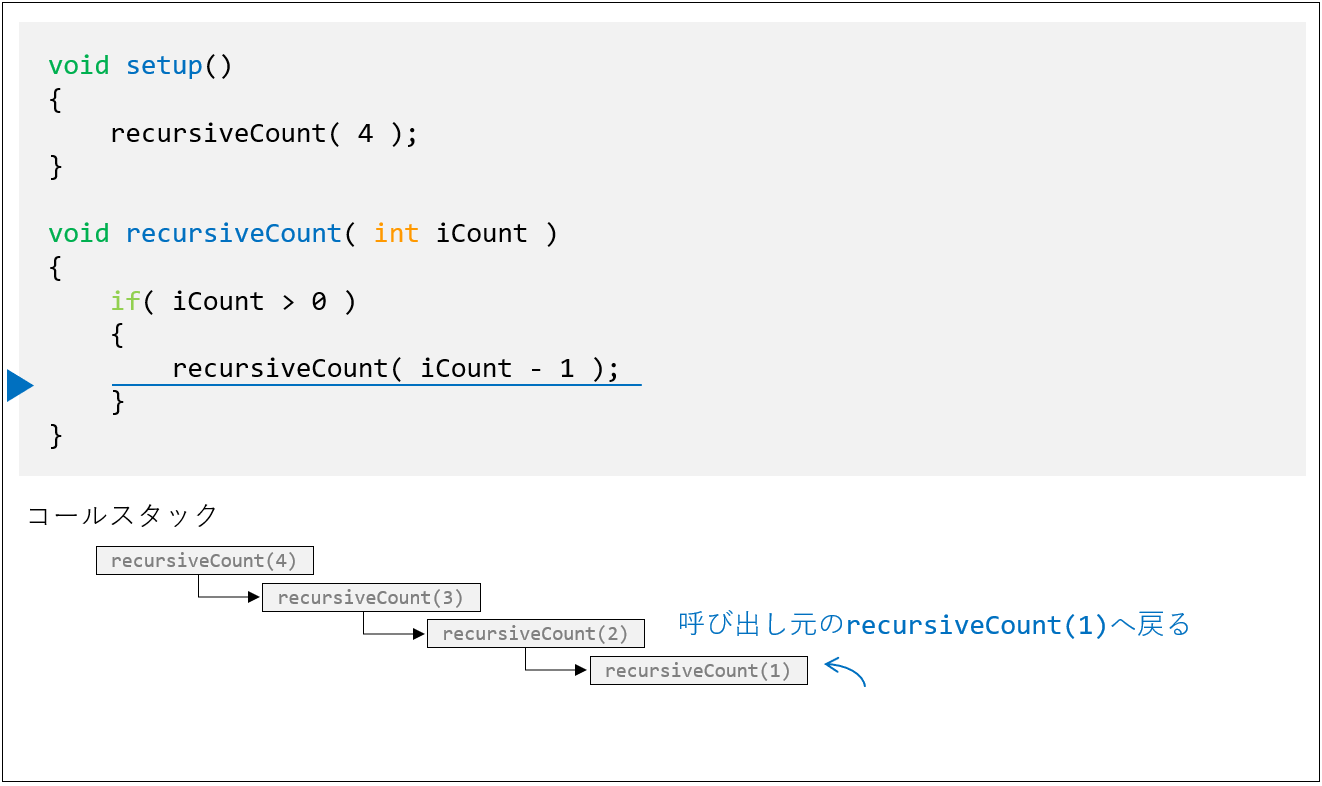 void setup()
{
    recursiveCount( 4 );
}
void recursiveCount( int iCount )
{
    if( iCount > 0 )
    {
        recursiveCount( iCount - 1 );
    }
}
コールスタック
recursiveCount(4)
recursiveCount(3)
呼び出し元のrecursiveCount(1)へ戻る
recursiveCount(2)
recursiveCount(1)